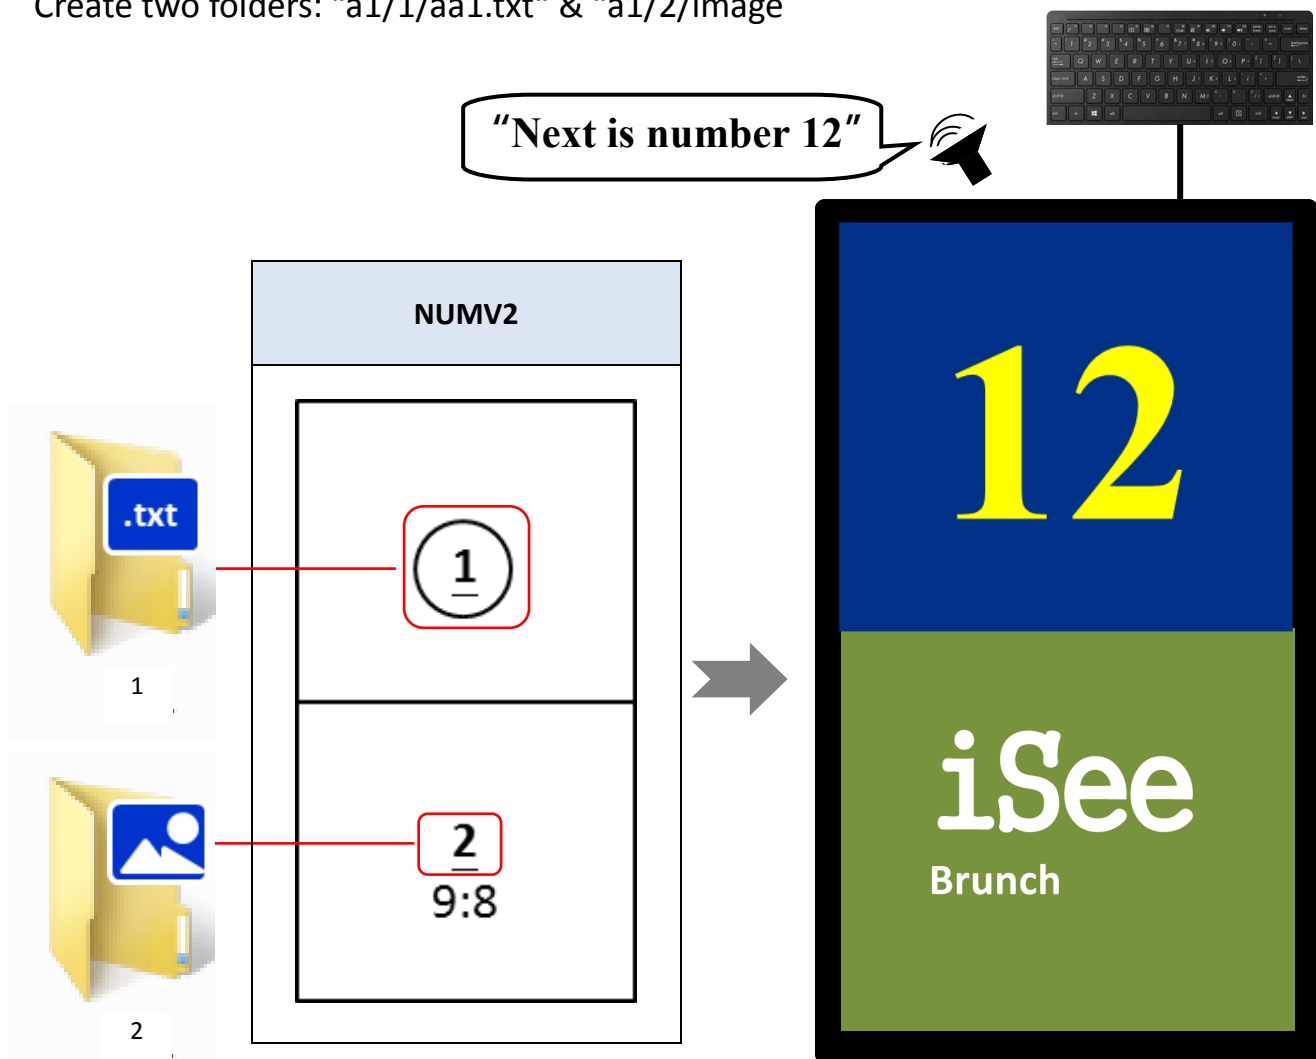 Create two folders: "a1/1/aa1.txt" & "a1/2/image
"Next is number 12"
NUMV2
12
.txt
1
1
iSee
2
9:8
Brunch
2